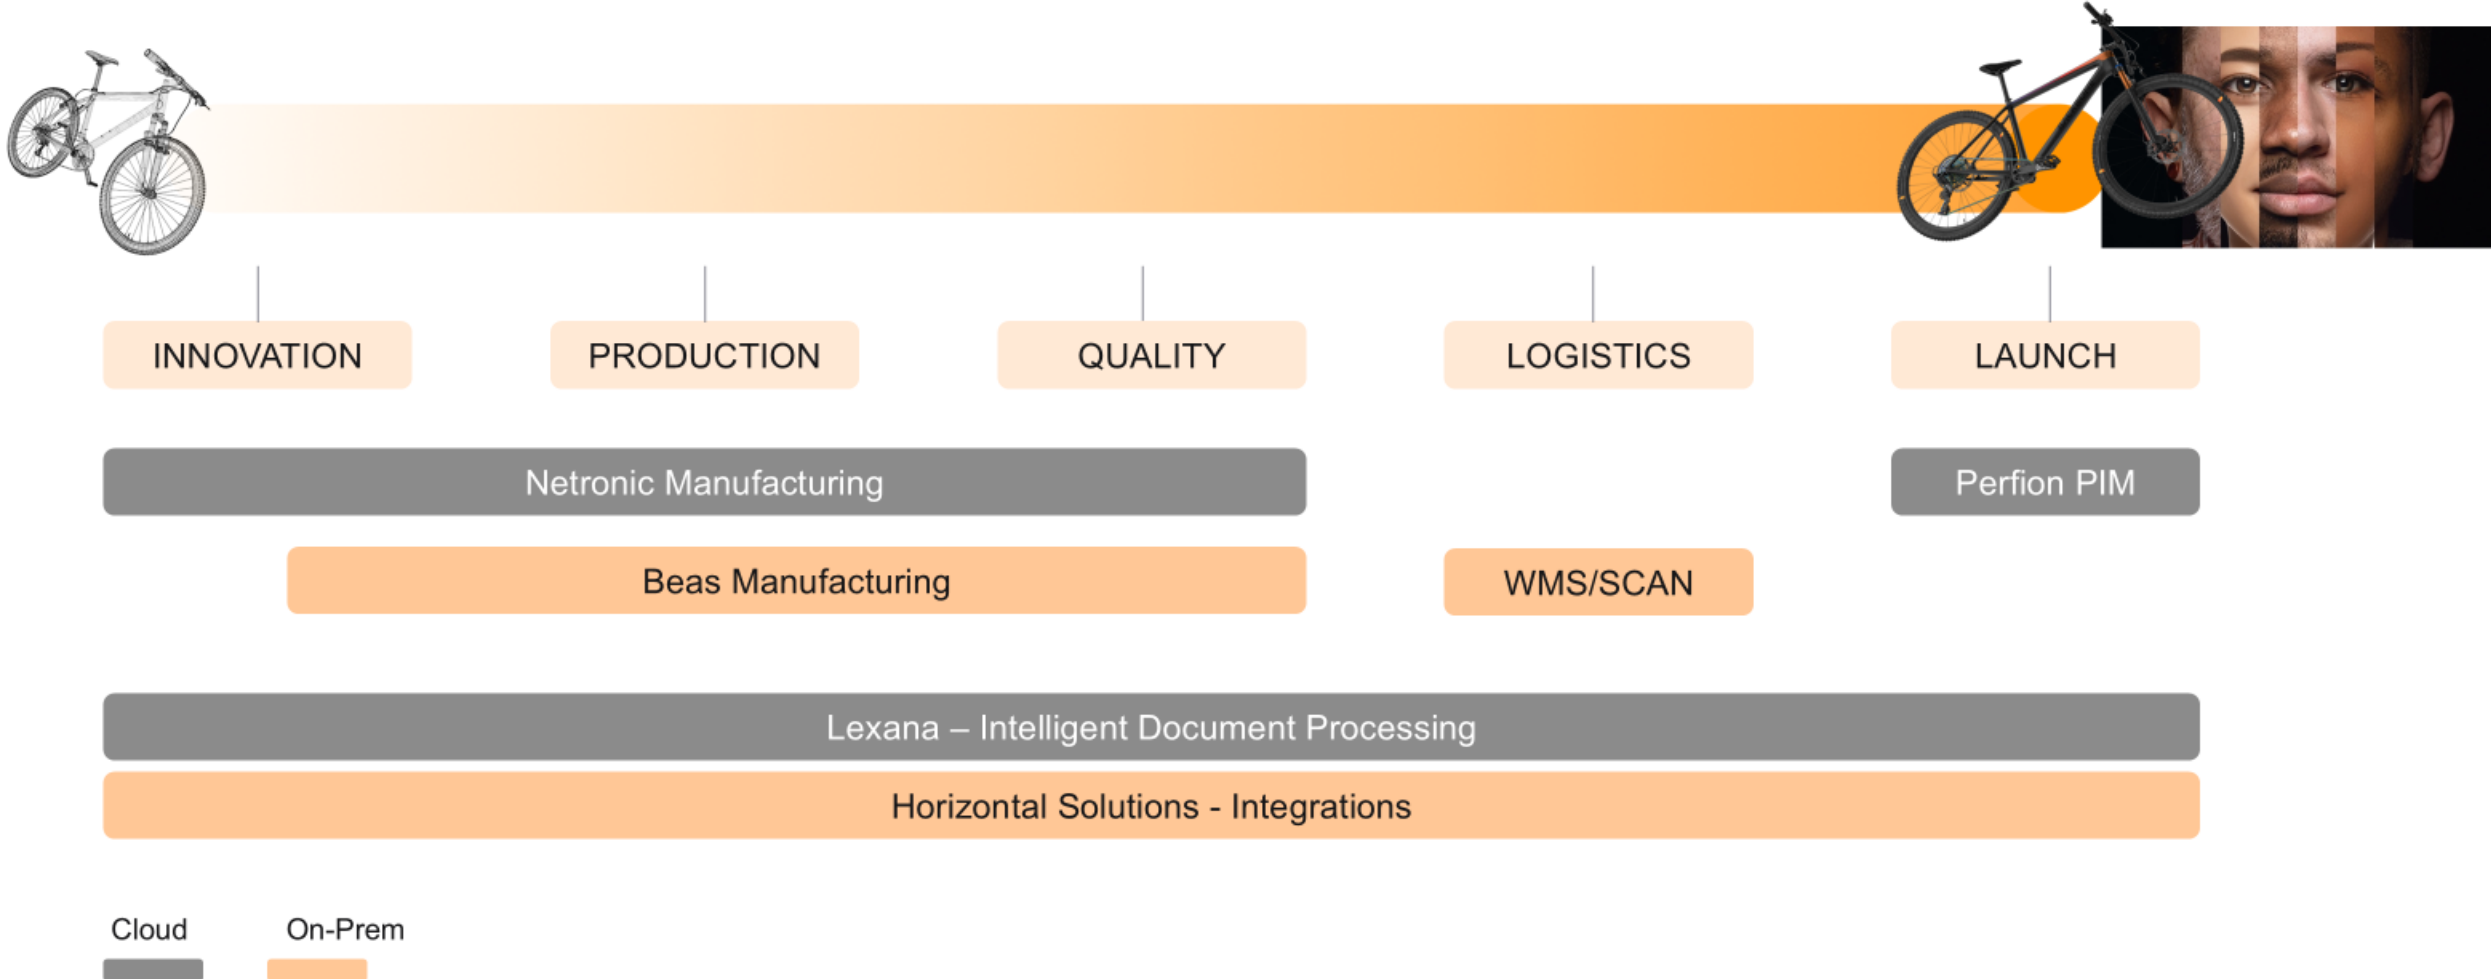 INNOVATION
PRODUCTION
QUALITY
LOGISTICS
LAUNCH
Netronic Manufacturing
Perfion PIM
Beas Manufacturing
WMS/SCAN
Lexana – Intelligent Document Processing
Horizontal Solutions - Integrations
Cloud
On-Prem